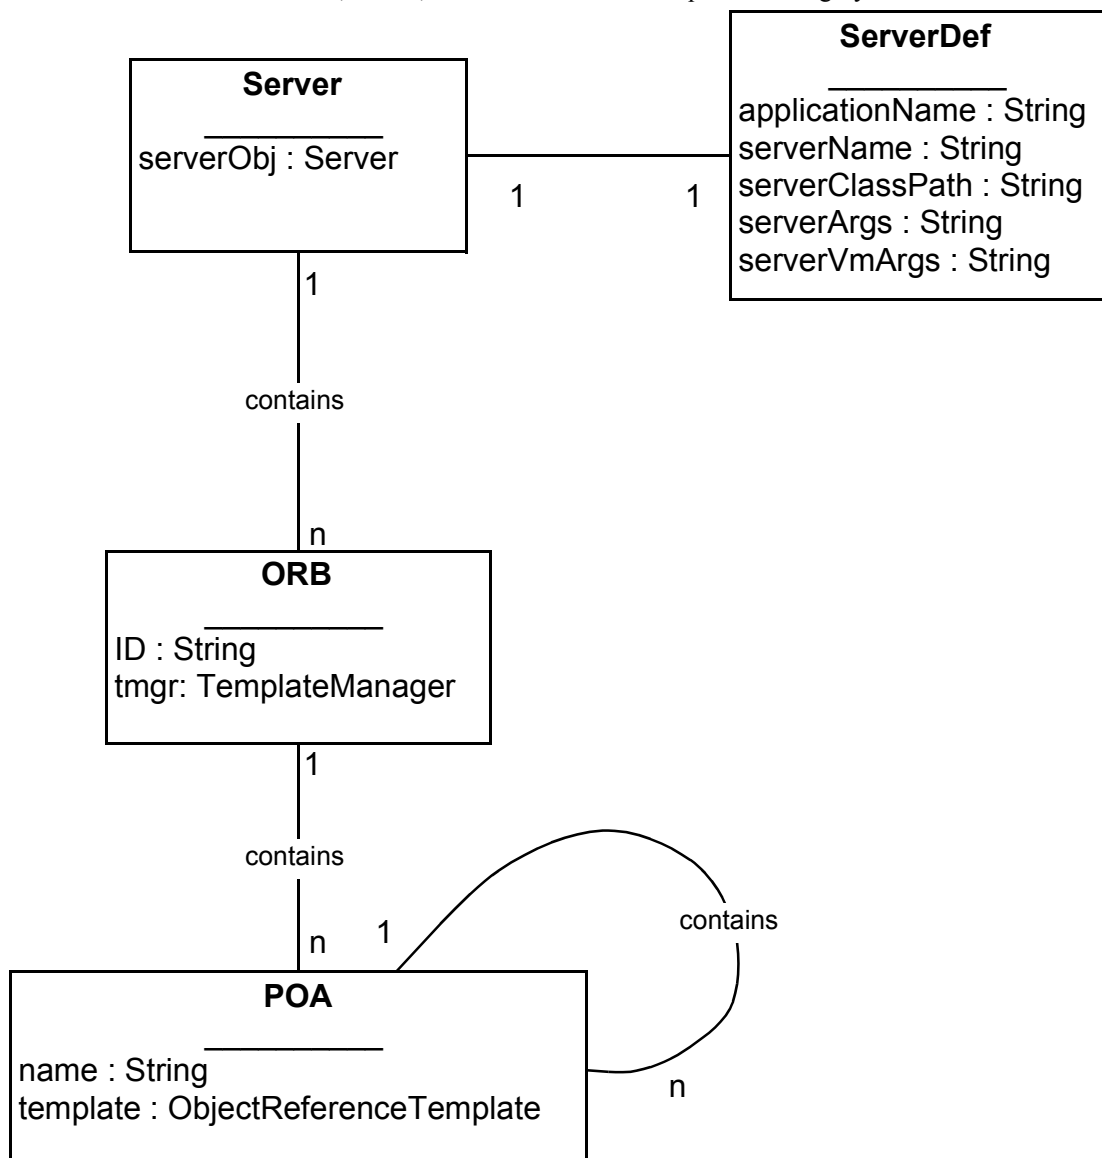 ServerDef
applicationName : String
serverName : String
serverClassPath : String
serverArgs : String
serverVmArgs : String
Server
serverObj : Server
1
1
1
contains
n
ORB
ID : String
tmgr: TemplateManager
1
contains
n
1
contains
n
POA
name : String
template : ObjectReferenceTemplate